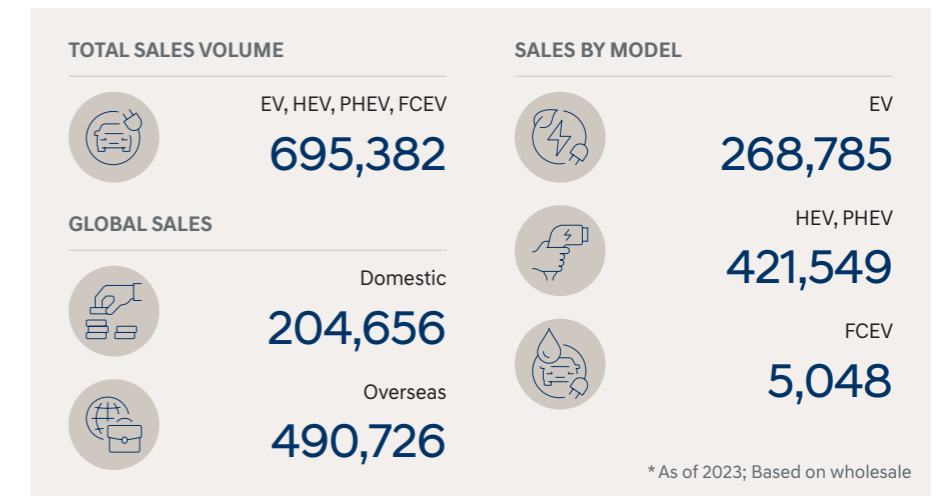 TOTAL SALES VOLUME
EV, HEV, PHEV, FCEV
695,382
GLOBAL SALES
Domestic
204,656
Overseas
490,726
SALES BY MODEL
EV
268,785
HEV, PHEV
421,549
FCEV
5,048
* As of 2023; Based on wholesale